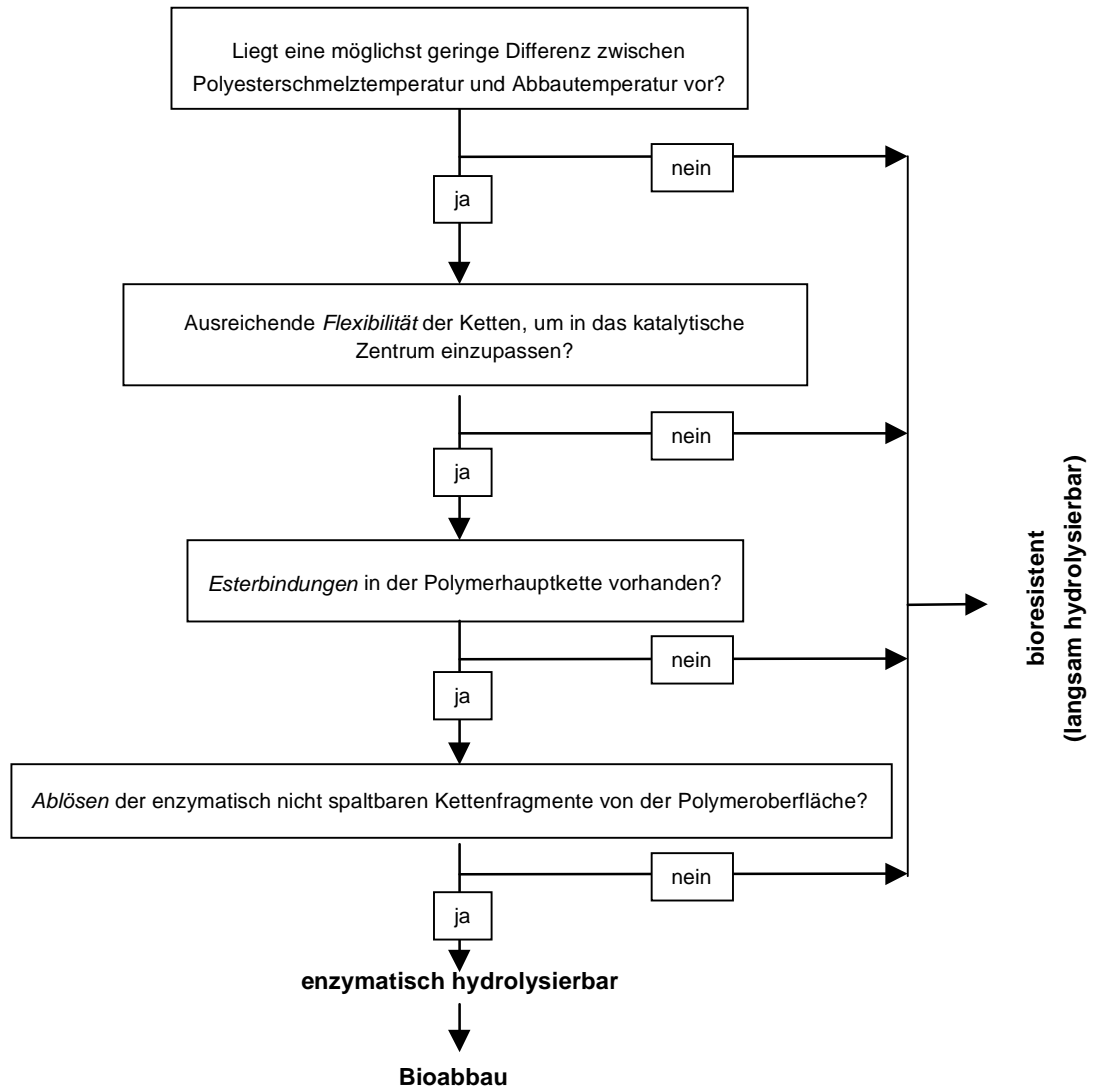 Liegt eine möglichst geringe Differenz zwischen
Polyesterschmelztemperatur und Abbautemperatur vor?
nein
ja
Ausreichende Flexibilität der Ketten, um in das katalytische
Zentrum einzupassen?
nein
ja
Esterbindungen in der Polymerhauptkette vorhanden?
bioresistent
(langsam hydrolysierbar)
nein
ja
Ablösen der enzymatisch nicht spaltbaren Kettenfragmente von der Polymeroberfläche?
nein
ja
enzymatisch hydrolysierbar
Bioabbau